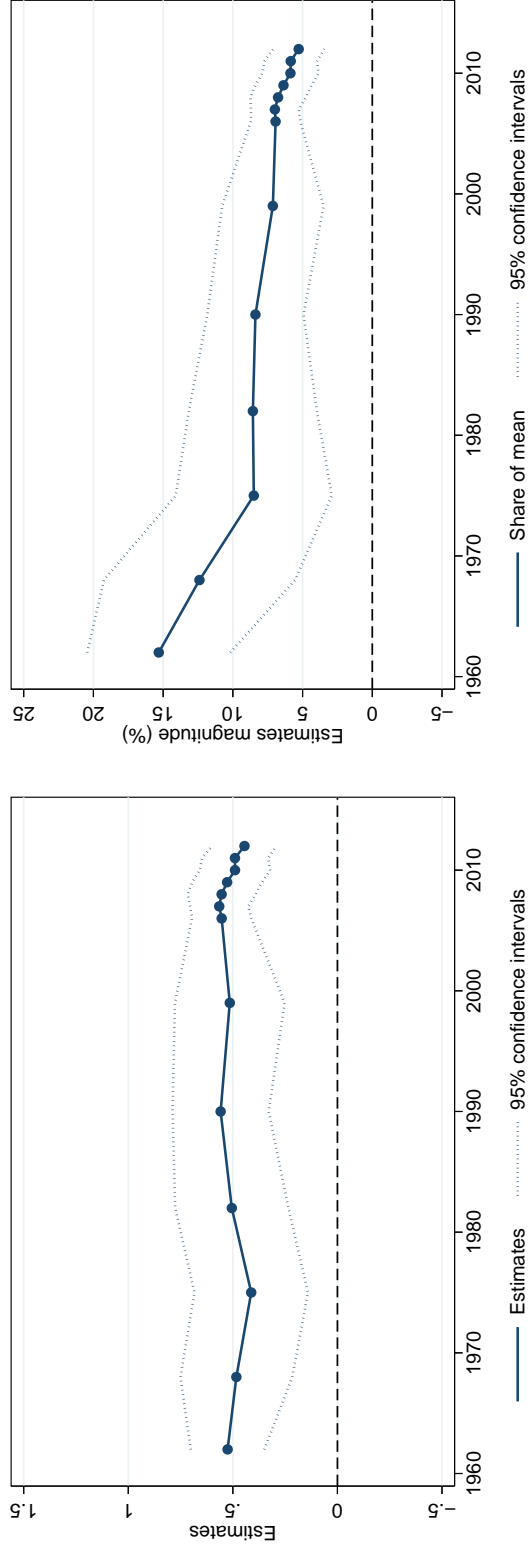 Estimates
1.5
1
.5
0
-.5
1960 1970 1980 1990 2000 2010
Estimates 95% confidence intervals
Estimates magnitude (%)
25
20
15
10
5
0
-5
1960 1970 1980 1990 2000 2010
Share of mean 95% confidence intervals